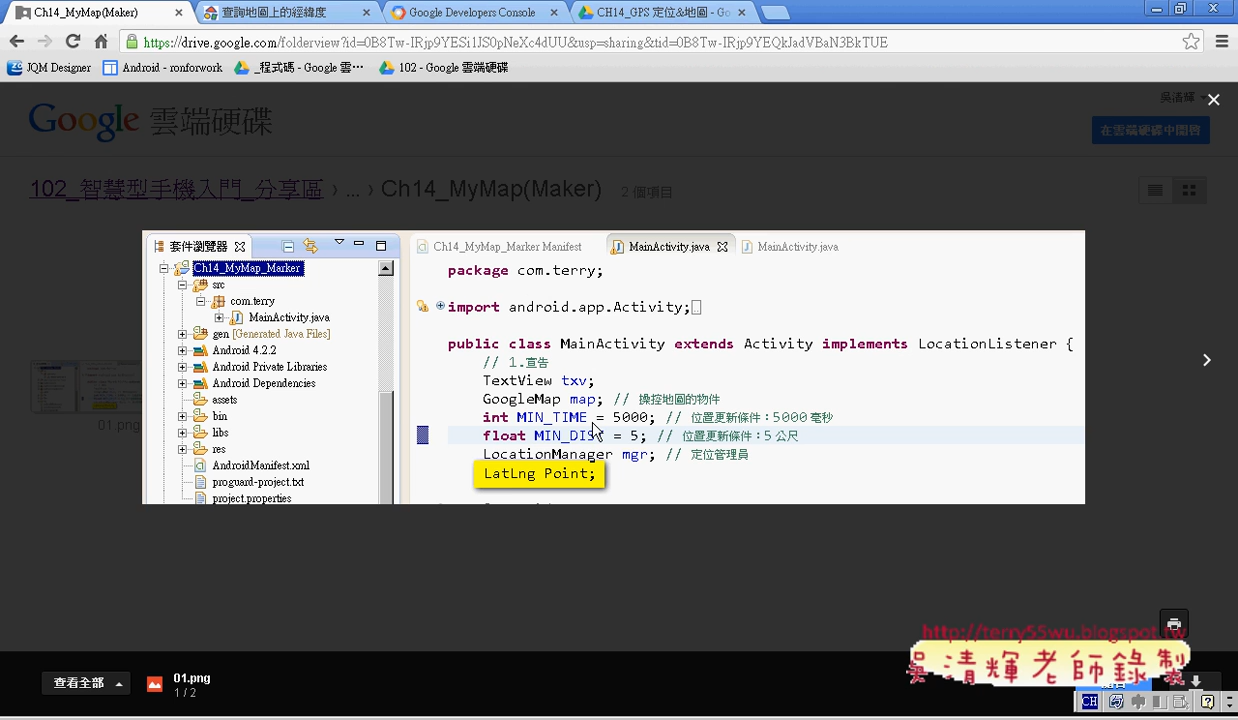 Ch14_MyMap(Maker)
查詢地圖上的經緯度
Google Developers Console
CH14_GPS 定位&地圖 - Go
https://drive.google.com/folderview?id=0B8Tw-IRjp9YESi1JS0pNeXc4dUU&usp=sharing&tid=0B8Tw-IRjp9YEQkJadVBaN3BkTUE
JQM Designer
Android - ronforwork
_程式碼 - Google 雲…
102 - Google 雲端硬碟
吳清輝
Google 雲端硬碟
在雲端硬碟中開啟
102_智慧型手機入門_分享區 › ... › Ch14_MyMap(Maker) 2 個項目
套件瀏覽器
Ch14_MyMap_Marker Manifest
MainActivity.java
MainActivity.java
Ch14_MyMap_Marker
src
com.terry
MainActivity.java
gen [Generated Java Files]
Android 4.2.2
Android Private Libraries
Android Dependencies
assets
bin
libs
res
AndroidManifest.xml
proguard-project.txt
project.properties
package com.terry;
import android.app.Activity;
public class MainActivity extends Activity implements LocationListener {
// 1.宣告
TextView txv;
GoogleMap map; // 操控地圖的物件
int MIN_TIME = 5000; // 位置更新條件：5000 毫秒
float MIN_DIST = 5; // 位置更新條件：5 公尺
LocationManager mgr; // 定位管理員
LatLng Point;
01.png
http://terry55wu.blogspot.tw
吳清輝老師錄製
查看全部
01.png
1 / 2
CH